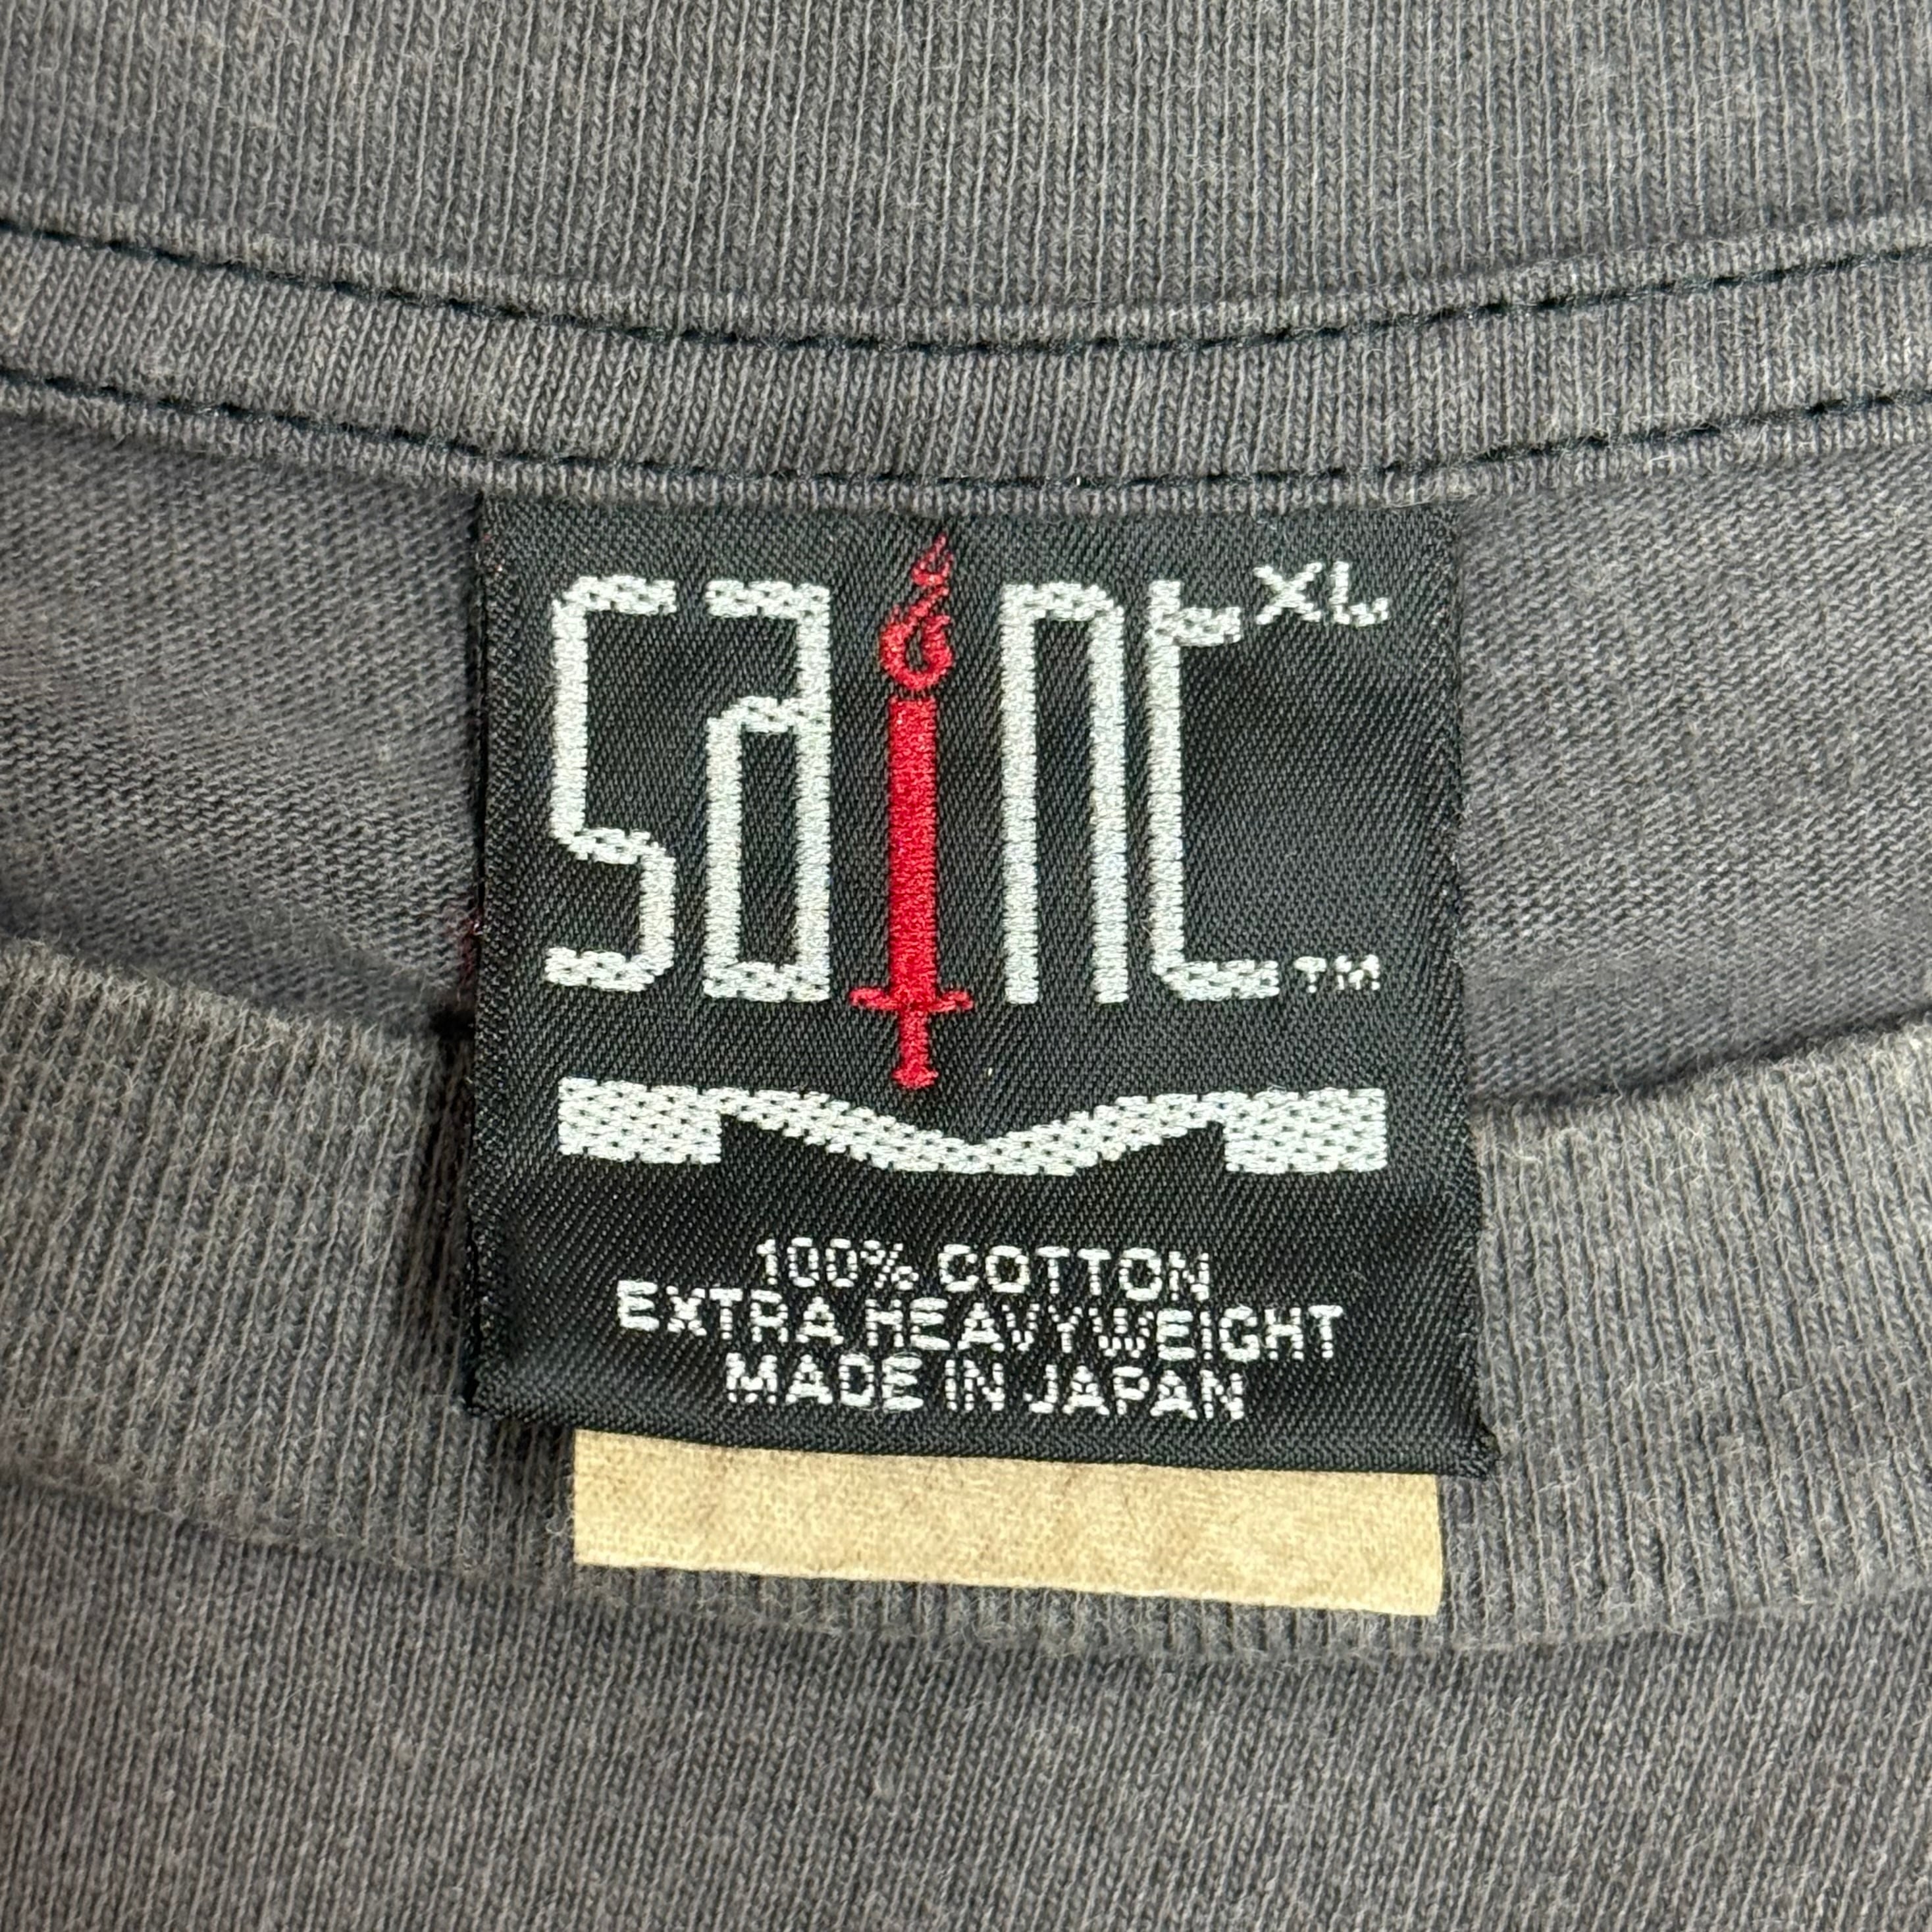 saint XL
TM
100% COTTON
EXTRA HEAVYWEIGHT
MADE IN JAPAN